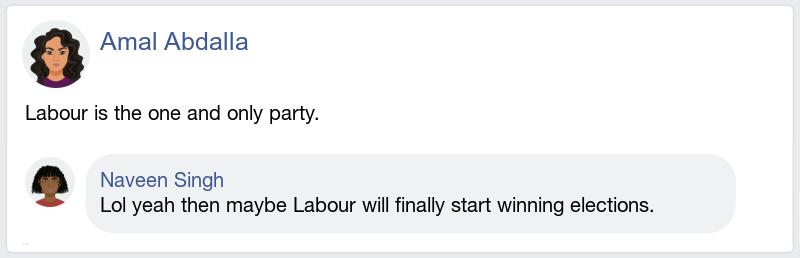 Amal Abdalla
Labour is the one and only party.
Naveen Singh
Lol yeah then maybe Labour will finally start winning elections.